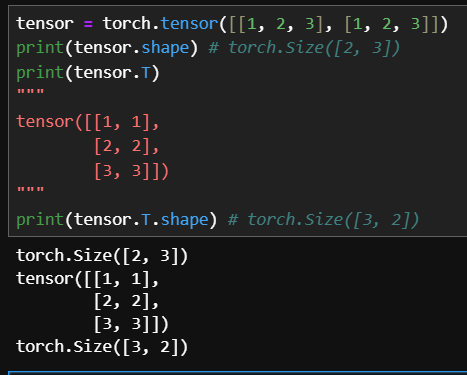 tensor = torch.tensor([[1, 2, 3], [1, 2, 3]])
print(tensor.shape) # torch.Size([2, 3])
print(tensor.T)
"""
tensor([[1, 1],
        [2, 2],
        [3, 3]])
"""
print(tensor.T.shape) # torch.Size([3, 2])
torch.Size([2, 3])
tensor([[1, 1],
        [2, 2],
        [3, 3]])
torch.Size([3, 2])